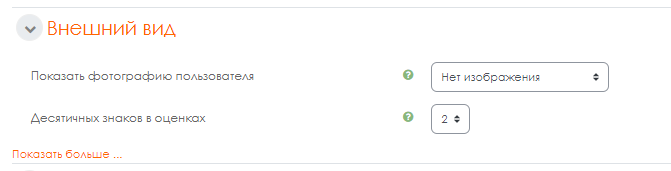 Внешний вид
Показать фотографию пользователя ? Нет изображения
Десятичных знаков в оценках ? 2
Показать больше ...